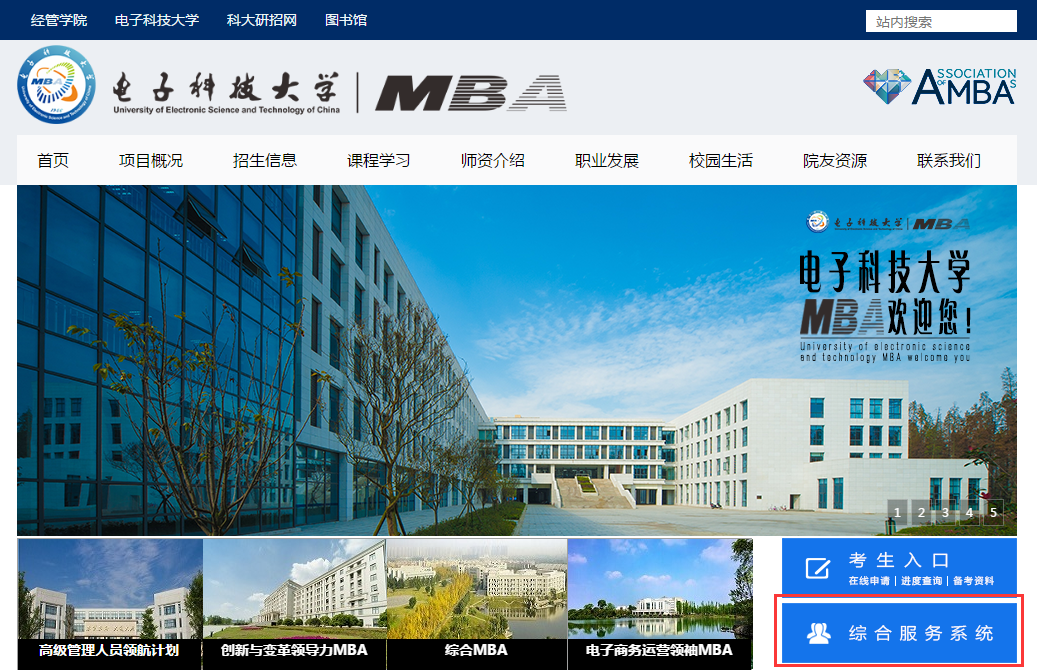 经管学院 电子科技大学 科大研招网 图书馆 站内搜索
MBA
电子科技大学 MBA
University of Electronic Science and Technology of China
ASSOCIATION OF MBAS
首页 项目概况 招生信息 课程学习 师资介绍 职业发展 校园生活 院友资源 联系我们
电子科技大学 MBA
电子科技大学
MBA欢迎您!
University of electronic science
and technology MBA welcome you
1 2 3 4 5
高级管理人员领航计划 创新与变革领导力MBA 综合MBA 电子商务运营领袖MBA
考生入口
在线申请 | 进度查询 | 备考资料
综合服务系统